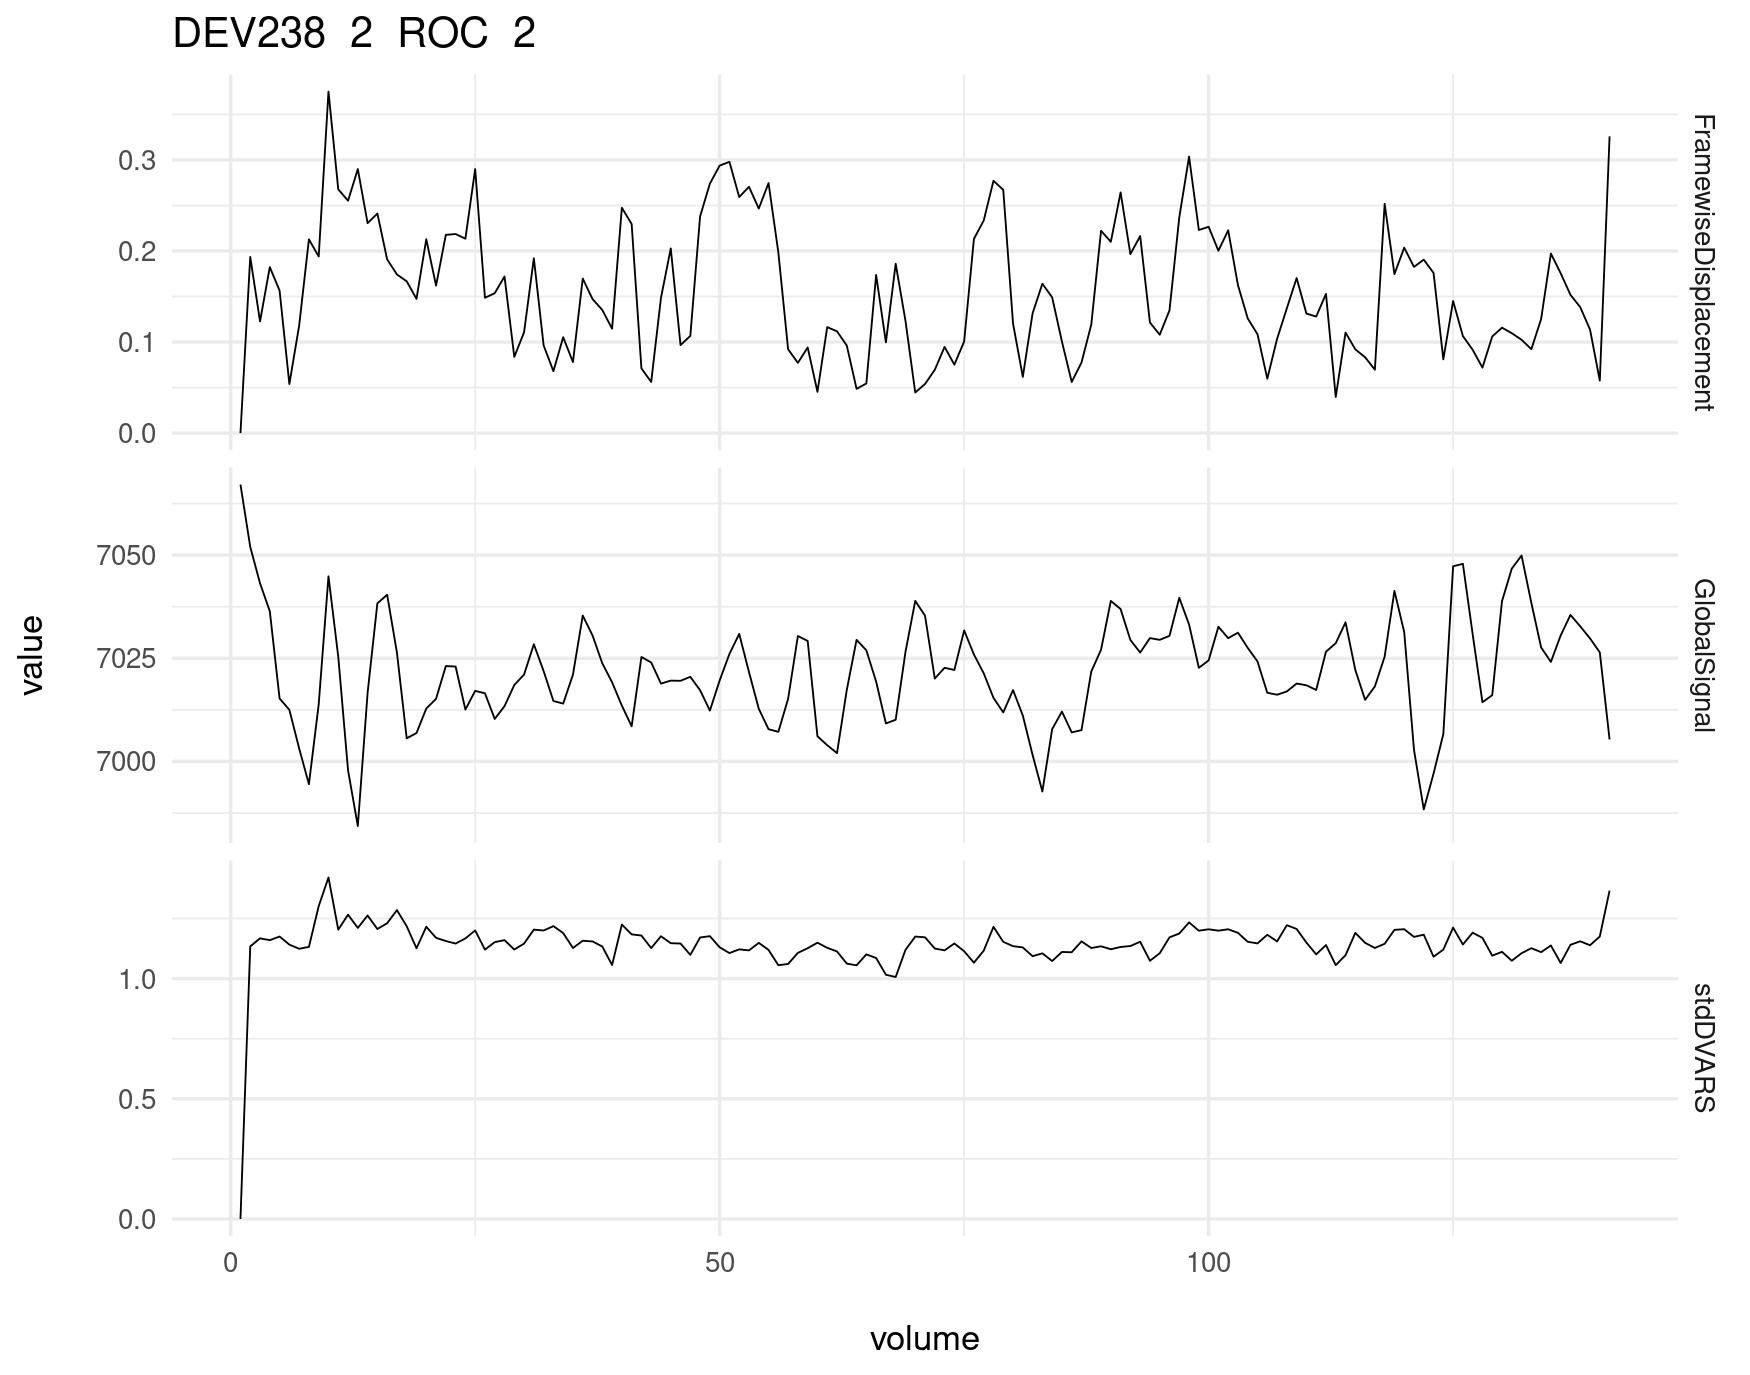 DEV238 2 ROC 2
0.3
0.2
0.1
0.0
FramewiseDisplacement
7050
7025
7000
GlobalSignal
1.0
0.5
0.0
stdDVARS
value
0 50 100
volume